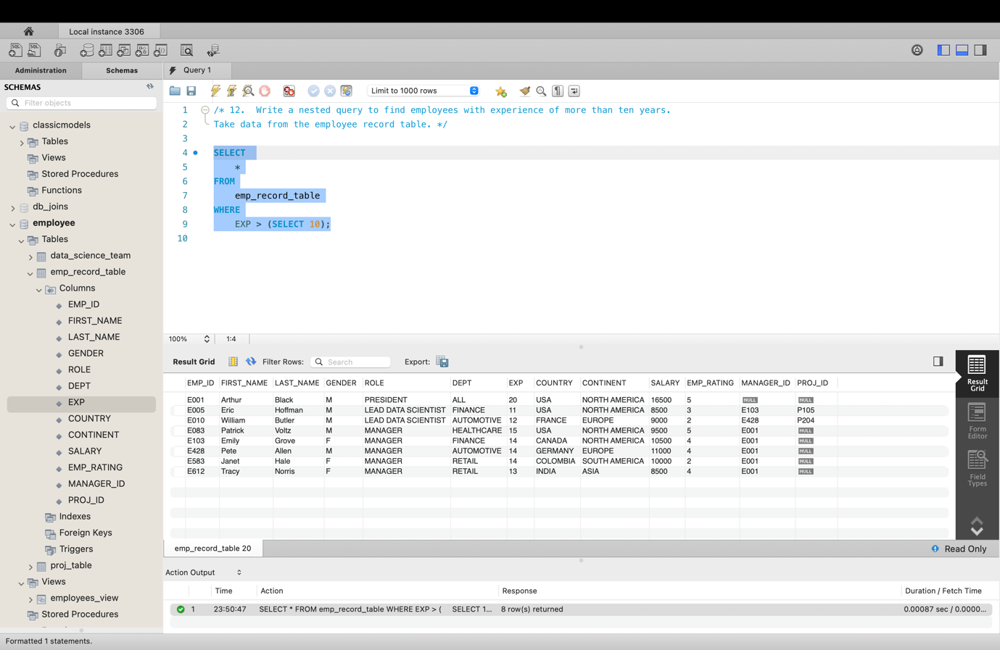 Local instance 3306
Administration
Schemas
Query 1
SCHEMAS
Filter objects
classicmodels
Tables
Views
Stored Procedures
Functions
db_joins
employee
Tables
data_science_team
emp_record_table
Columns
EMP_ID
FIRST_NAME
LAST_NAME
GENDER
ROLE
DEPT
EXP
COUNTRY
CONTINENT
SALARY
EMP_RATING
MANAGER_ID
PROJ_ID
Indexes
Foreign Keys
Triggers
proj_table
Views
employees_view
Stored Procedures
Limit to 1000 rows
1 /* 12.  Write a nested query to find employees with experience of more than ten years.
2 Take data from the employee record table. */
3
4 SELECT
5 *
6 FROM
7 emp_record_table
8 WHERE
9 EXP > (SELECT 10);
10
100% 1:4
Result Grid Filter Rows: Search Export:
EMP_ID FIRST_NAME LAST_NAME GENDER ROLE DEPT EXP COUNTRY CONTINENT SALARY EMP_RATING MANAGER_ID PROJ_ID
E001 Arthur Black M PRESIDENT ALL 20 USA NORTH AMERICA 16500 5 NULL NULL
E005 Eric Hoffman M LEAD DATA SCIENTIST FINANCE 11 USA NORTH AMERICA 8500 3 E103 P105
E010 William Butler M LEAD DATA SCIENTIST AUTOMOTIVE 12 FRANCE EUROPE 9000 2 E428 P204
E083 Patrick Voltz M MANAGER HEALTHCARE 15 USA NORTH AMERICA 9500 5 E001 NULL
E103 Emily Grove F MANAGER FINANCE 14 CANADA NORTH AMERICA 10500 4 E001 NULL
E428 Pete Allen M MANAGER AUTOMOTIVE 14 GERMANY EUROPE 11000 4 E001 NULL
E583 Janet Hale F MANAGER RETAIL 14 COLOMBIA SOUTH AMERICA 10000 2 E001 NULL
E612 Tracy Norris F MANAGER RETAIL 13 INDIA ASIA 8500 4 E001 NULL
Result
Grid
Form
Editor
Field
Types
emp_record_table 20
Read Only
Action Output
Time Action Response Duration / Fetch Time
1 23:50:47 SELECT * FROM emp_record_table WHERE EXP > ( SELECT 1... 8 row(s) returned 0.00087 sec / 0.0000...
Formatted 1 statements.